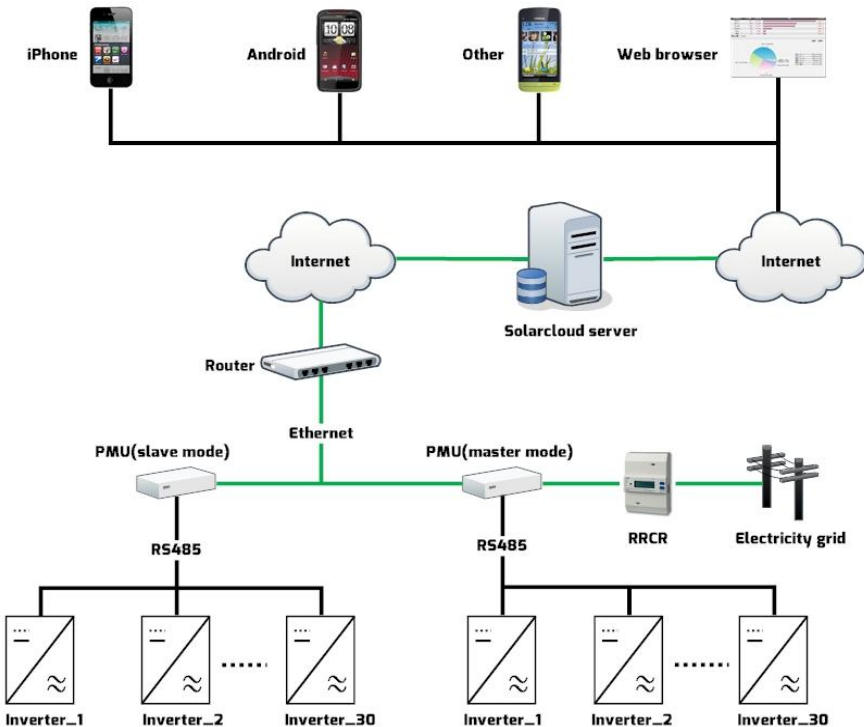 iPhone
Android
Other
Web browser
Internet
Internet
Solarcloud server
Router
Ethernet
PMU(slave mode)
PMU(master mode)
RS485
RS485
RRCR
Electricity grid
Inverter_1
Inverter_2
Inverter_30
Inverter_1
Inverter_2
Inverter_30